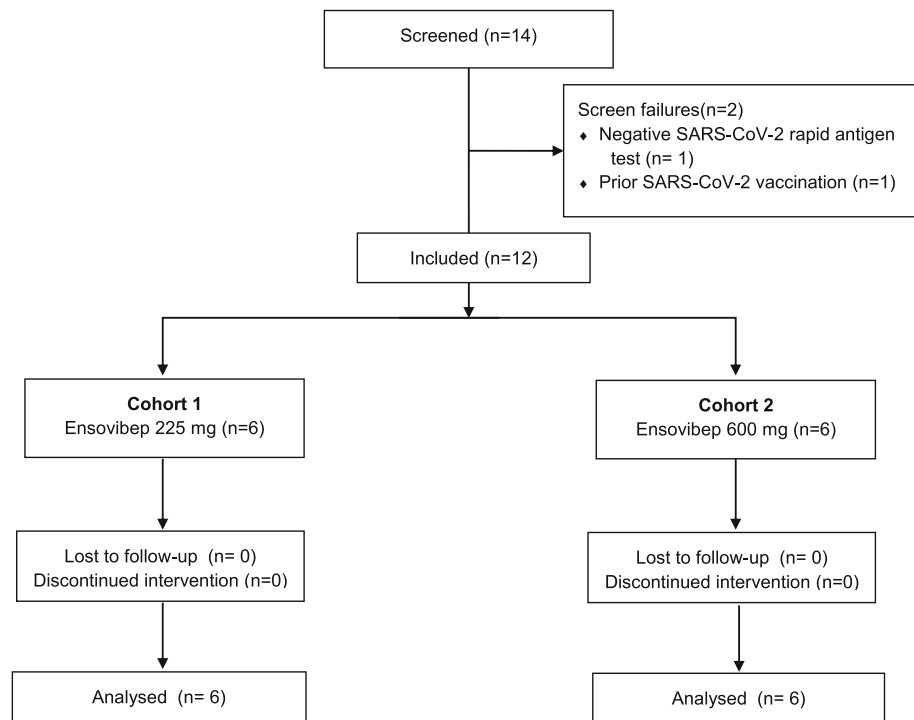 Screened (n=14)
Screen failures(n=2)
♦ Negative SARS-CoV-2 rapid antigen
test (n= 1)
♦ Prior SARS-CoV-2 vaccination (n=1)
Included (n=12)
Cohort 1
Ensovibep 225 mg (n=6)
Cohort 2
Ensovibep 600 mg (n=6)
Lost to follow-up (n= 0)
Discontinued intervention (n=0)
Lost to follow-up (n= 0)
Discontinued intervention (n=0)
Analysed (n= 6)
Analysed (n= 6)